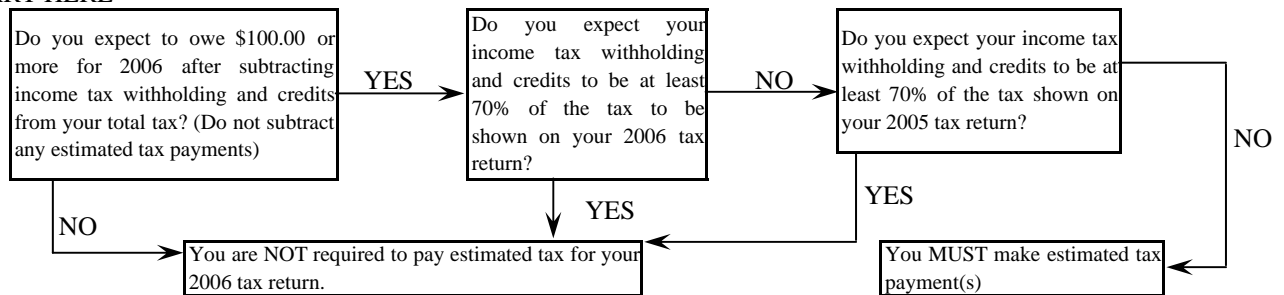 Do you expect to owe $100.00 or
more for 2006 after subtracting
income tax withholding and credits
from your total tax? (Do not subtract
any estimated tax payments)
YES
Do you expect your
income tax withholding
and credits to be at least
70% of the tax to be
shown on your 2006 tax
return?
NO
Do you expect your income tax
withholding and credits to be at
least 70% of the tax shown on
your 2005 tax return?
NO
NO
YES
YES
You are NOT required to pay estimated tax for your
2006 tax return.
You MUST make estimated tax
payment(s)